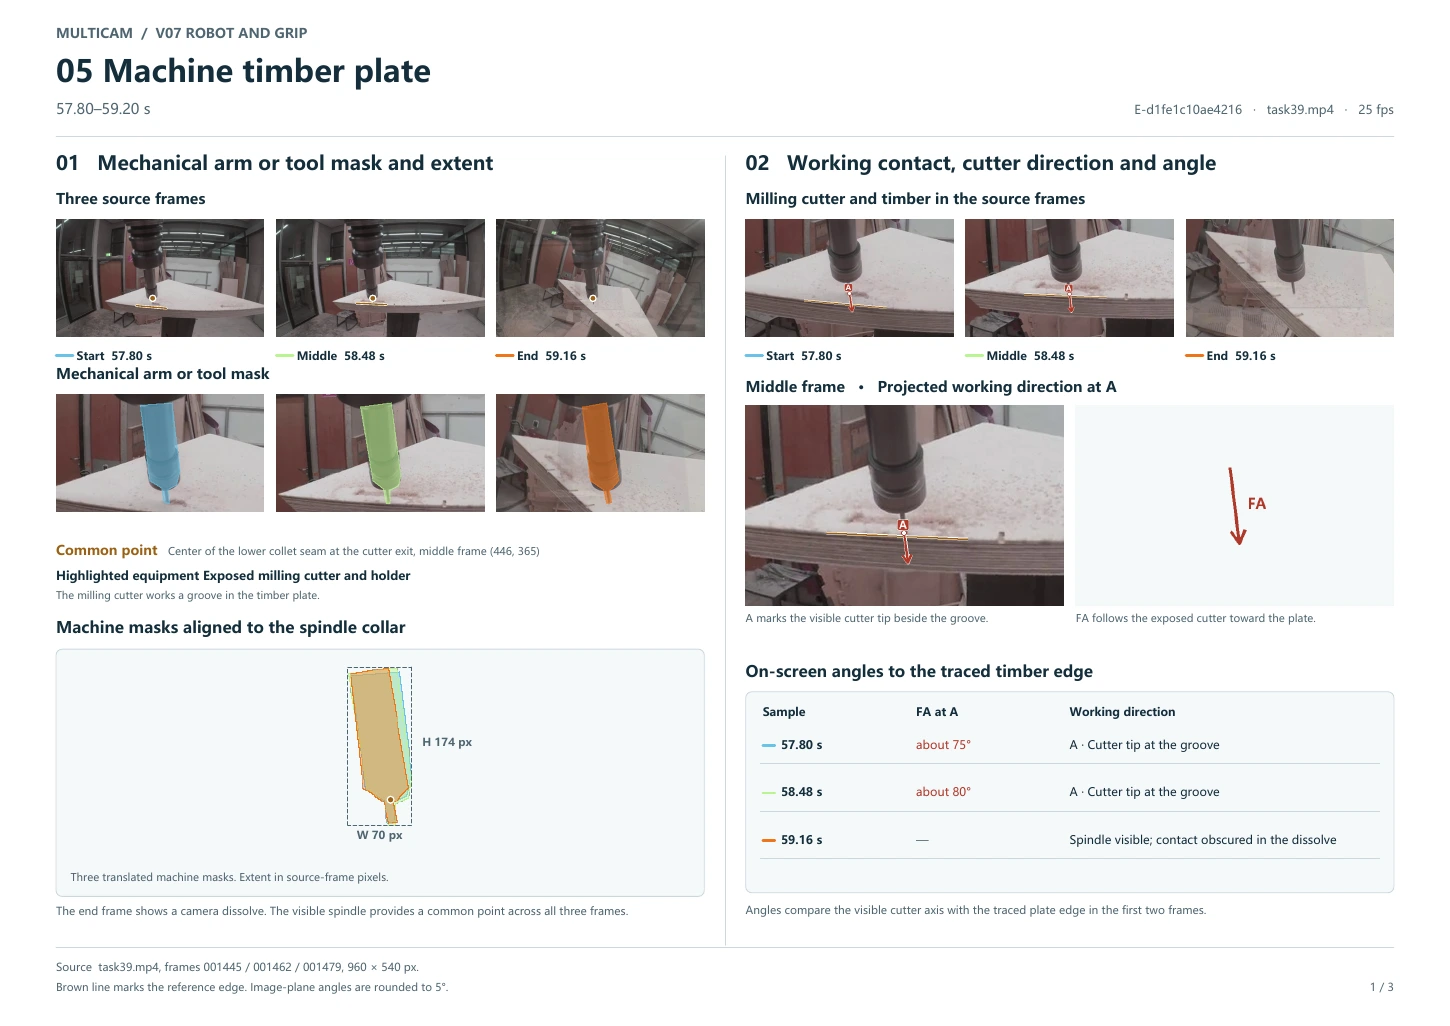 MULTICAM / V07 ROBOT AND GRIP
05 Machine timber plate
57.80–59.20 s
E-d1fe1c10ae4216 · task39.mp4 · 25 fps
01 Mechanical arm or tool mask and extent
Three source frames
Start 57.80 s
Middle 58.48 s
End 59.16 s
Mechanical arm or tool mask
Common point Center of the lower collet seam at the cutter exit, middle frame (446, 365)
Highlighted equipment Exposed milling cutter and holder
The milling cutter works a groove in the timber plate.
Machine masks aligned to the spindle collar
H 174 px
W 70 px
Three translated machine masks. Extent in source-frame pixels.
The end frame shows a camera dissolve. The visible spindle provides a common point across all three frames.
02 Working contact, cutter direction and angle
Milling cutter and timber in the source frames
A
A
Start 57.80 s
Middle 58.48 s
End 59.16 s
Middle frame • Projected working direction at A
A
FA
A marks the visible cutter tip beside the groove.
FA follows the exposed cutter toward the plate.
On-screen angles to the traced timber edge
Sample FA at A Working direction
57.80 s about 75° A · Cutter tip at the groove
58.48 s about 80° A · Cutter tip at the groove
59.16 s — Spindle visible; contact obscured in the dissolve
Angles compare the visible cutter axis with the traced plate edge in the first two frames.
Source task39.mp4, frames 001445 / 001462 / 001479, 960 × 540 px.
Brown line marks the reference edge. Image-plane angles are rounded to 5°.
1 / 3